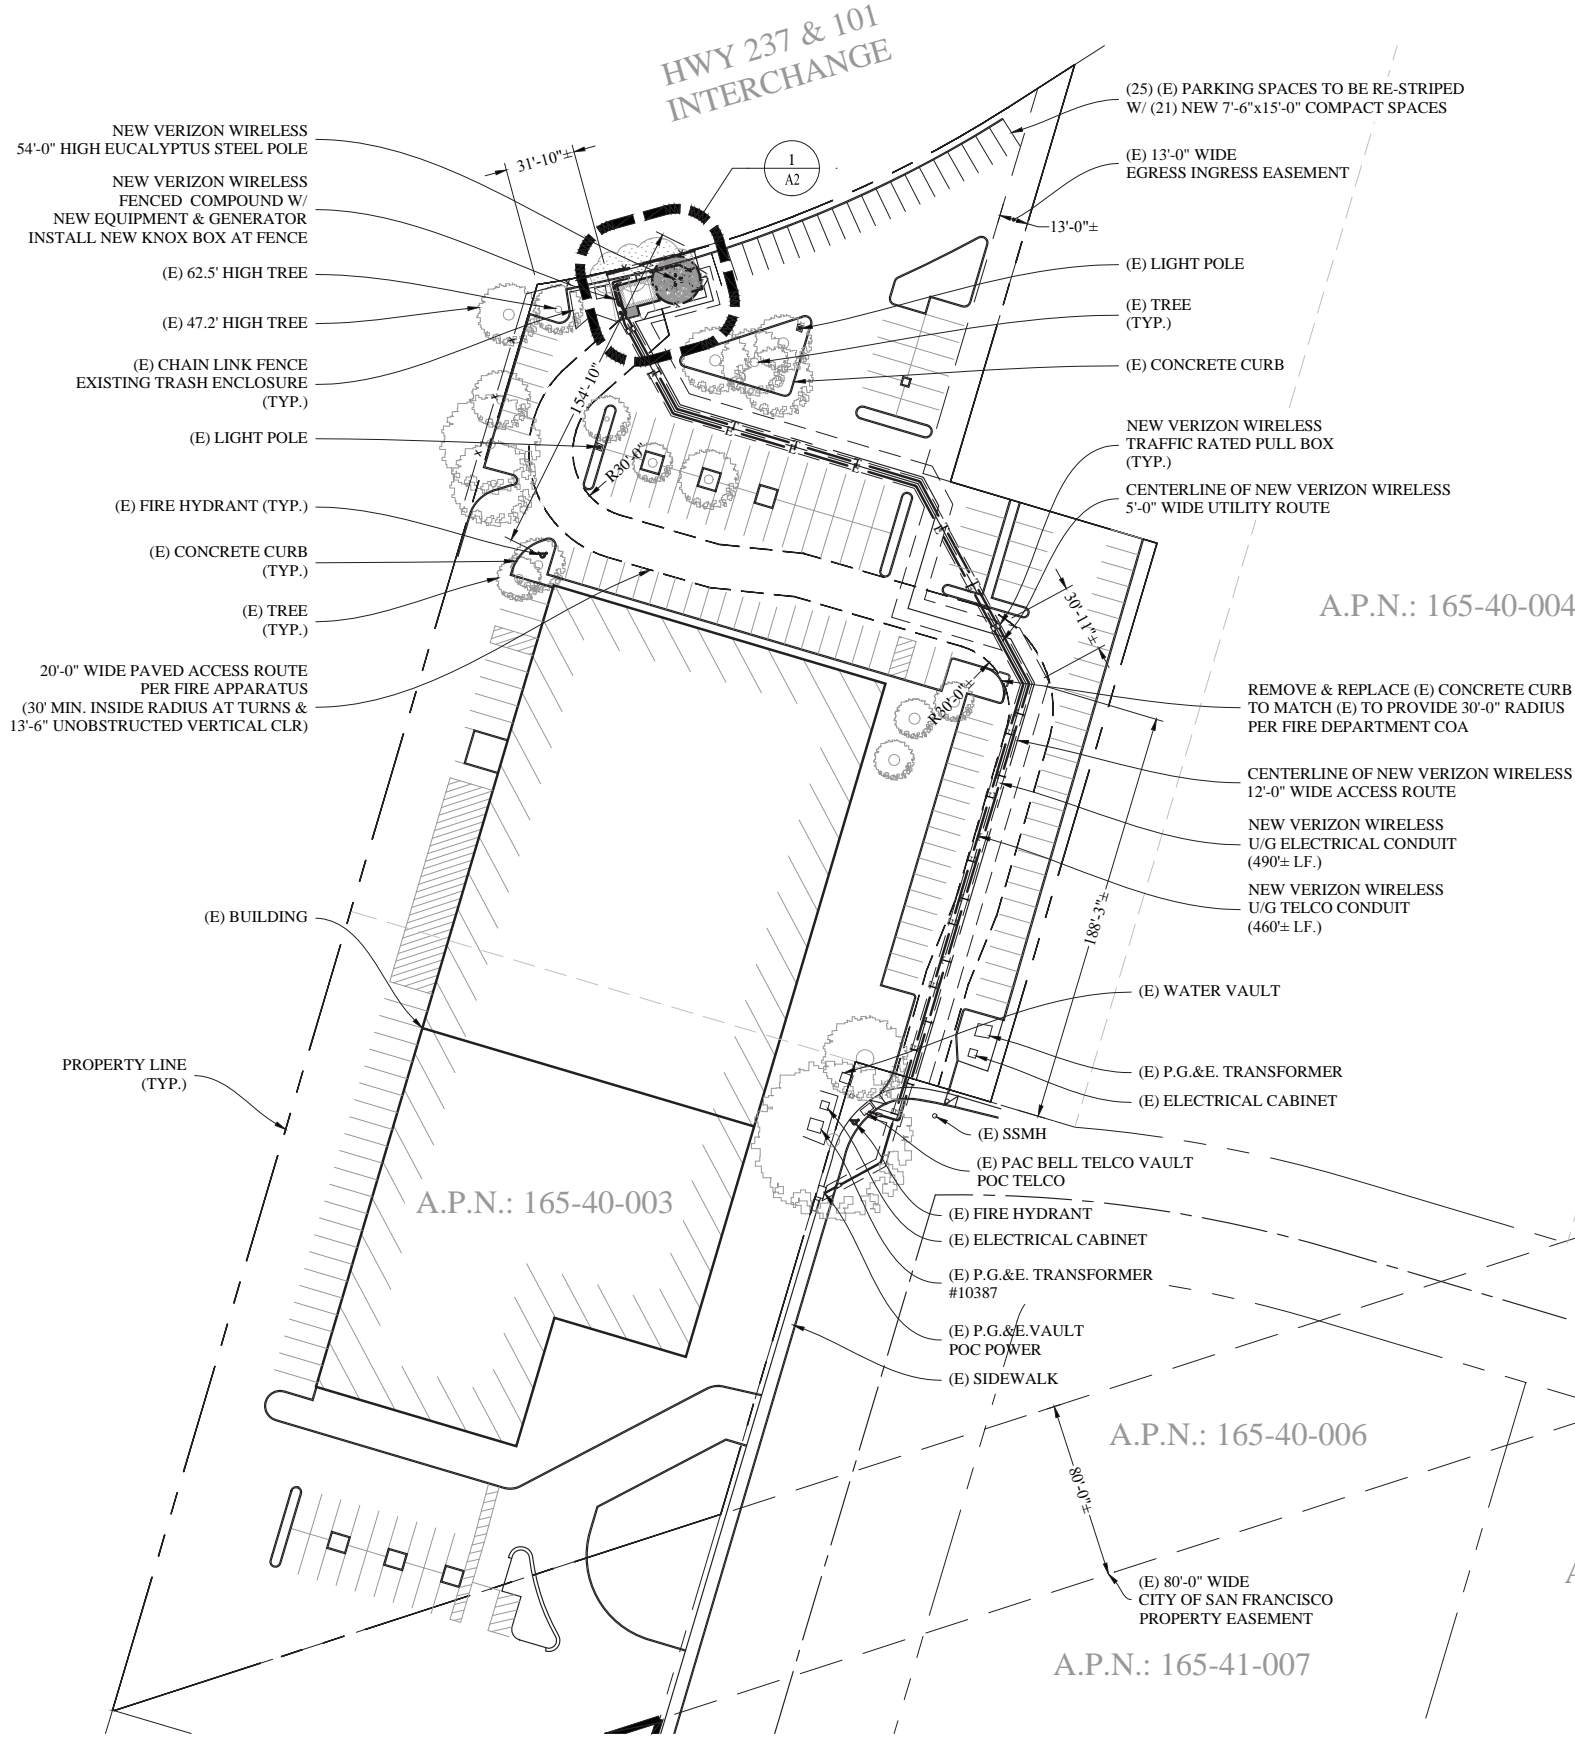 HWY 237 & 101
INTERCHANGE
NEW VERIZON WIRELESS
54'-0" HIGH EUCALYPTUS STEEL POLE
NEW VERIZON WIRELESS
FENCED COMPOUND W/
NEW EQUIPMENT & GENERATOR
INSTALL NEW KNOX BOX AT FENCE
(E) 62.5' HIGH TREE
(E) 47.2' HIGH TREE
(E) CHAIN LINK FENCE
EXISTING TRASH ENCLOSURE
(TYP.)
(E) LIGHT POLE
(E) FIRE HYDRANT (TYP.)
(E) CONCRETE CURB
(TYP.)
(E) TREE
(TYP.)
20'-0" WIDE PAVED ACCESS ROUTE
PER FIRE APPARATUS
(30' MIN. INSIDE RADIUS AT TURNS &
13'-6" UNOBSTRUCTED VERTICAL CLR)
(E) BUILDING
PROPERTY LINE
(TYP.)
31'-10"±
1
A2
154'-10"
R30'-0"
13'-0"±
30'-11"±
R30'-0"±
188'-3"±
80'-0"±
(25) (E) PARKING SPACES TO BE RE-STRIPED
W/ (21) NEW 7'-6"x15'-0" COMPACT SPACES
(E) 13'-0" WIDE
EGRESS INGRESS EASEMENT
(E) LIGHT POLE
(E) TREE
(TYP.)
(E) CONCRETE CURB
NEW VERIZON WIRELESS
TRAFFIC RATED PULL BOX
(TYP.)
CENTERLINE OF NEW VERIZON WIRELESS
5'-0" WIDE UTILITY ROUTE
A.P.N.: 165-40-004
REMOVE & REPLACE (E) CONCRETE CURB
TO MATCH (E) TO PROVIDE 30'-0" RADIUS
PER FIRE DEPARTMENT COA
CENTERLINE OF NEW VERIZON WIRELESS
12'-0" WIDE ACCESS ROUTE
NEW VERIZON WIRELESS
U/G ELECTRICAL CONDUIT
(490'± LF.)
NEW VERIZON WIRELESS
U/G TELCO CONDUIT
(460'± LF.)
(E) WATER VAULT
(E) P.G.&E. TRANSFORMER
(E) ELECTRICAL CABINET
(E) SSMH
(E) PAC BELL TELCO VAULT
POC TELCO
(E) FIRE HYDRANT
(E) ELECTRICAL CABINET
(E) P.G.&E. TRANSFORMER
#10387
(E) P.G.&E.VAULT
POC POWER
(E) SIDEWALK
A.P.N.: 165-40-003
A.P.N.: 165-40-006
(E) 80'-0" WIDE
CITY OF SAN FRANCISCO
PROPERTY EASEMENT
A.P.N.: 165-41-007